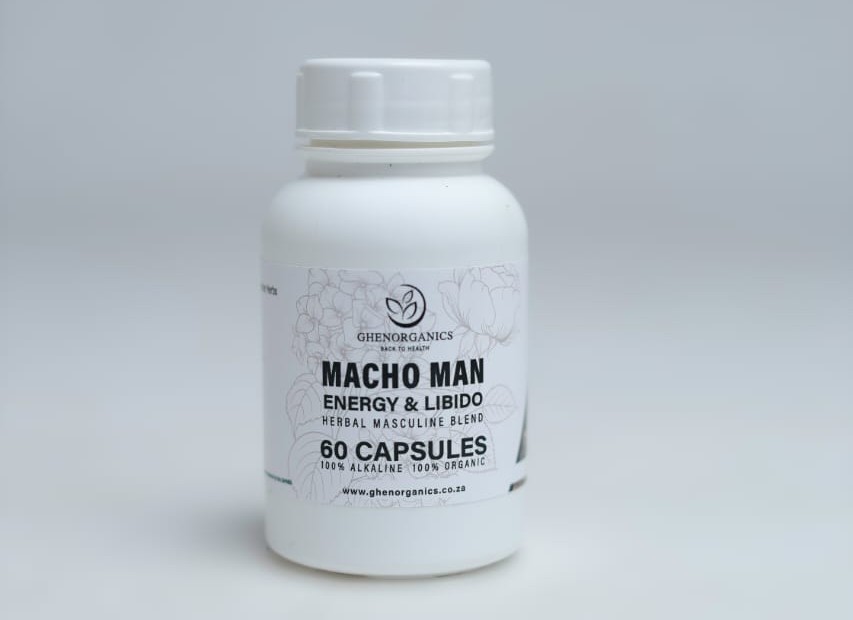 GHENORGANICS
BACK TO HEALTH
MACHO MAN
ENERGY & LIBIDO
HERBAL MASCULINE BLEND
60 CAPSULES
100% ALKALINE 100% ORGANIC
www.ghenorganics.co.za